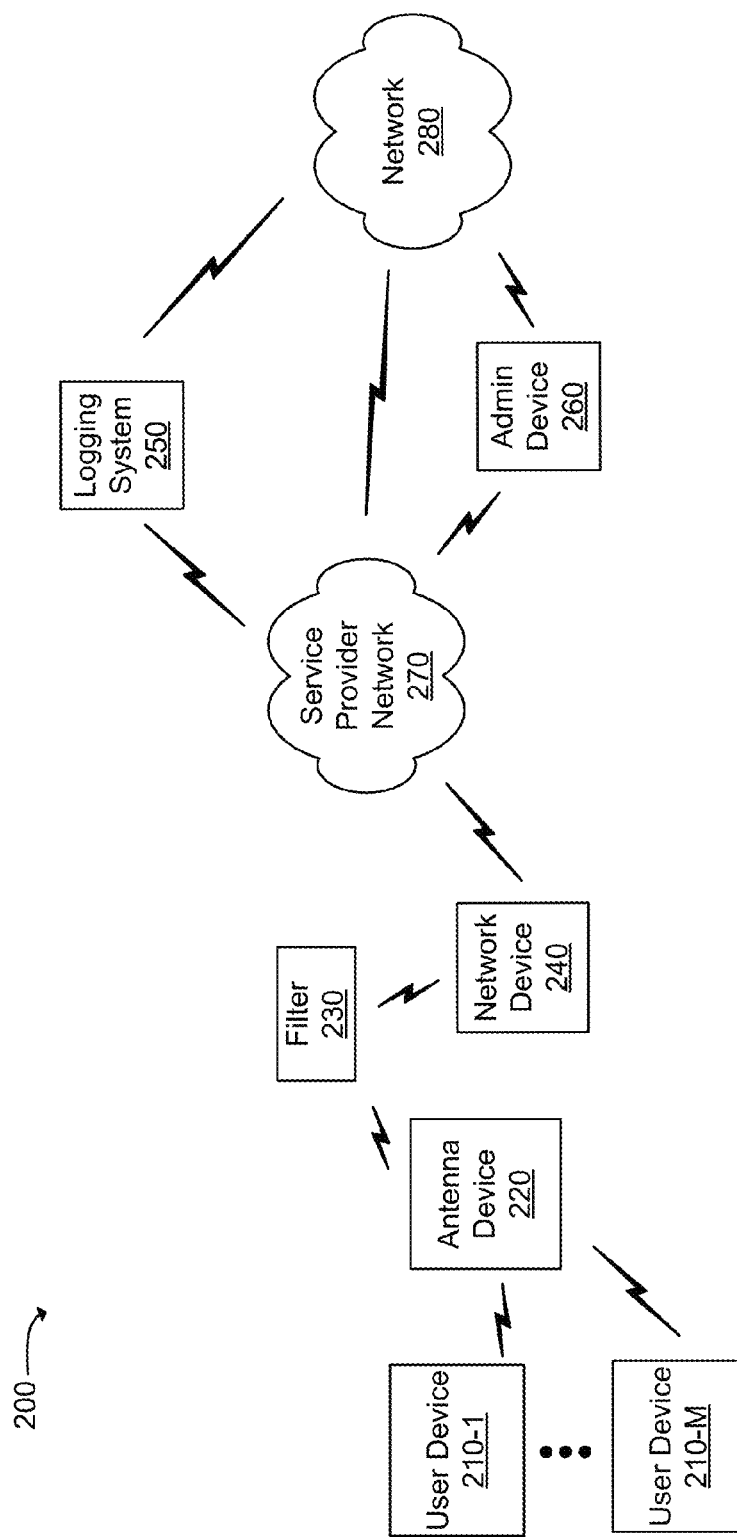 200
User Device
210-1
User Device
210-M
Antenna
Device
220
Filter
230
Network
Device
240
Service
Provider
Network
270
Logging
System
250
Admin
Device
260
Network
280